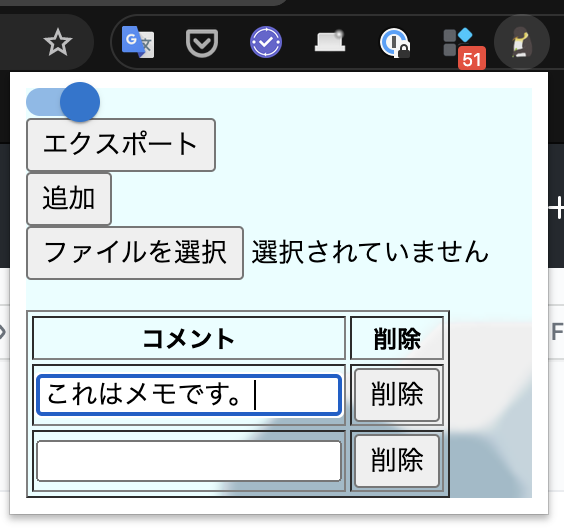 G 文
51
エクスポート
追加
ファイルを選択 選択されていません
F
コメント 削除
これはメモです。 削除
削除